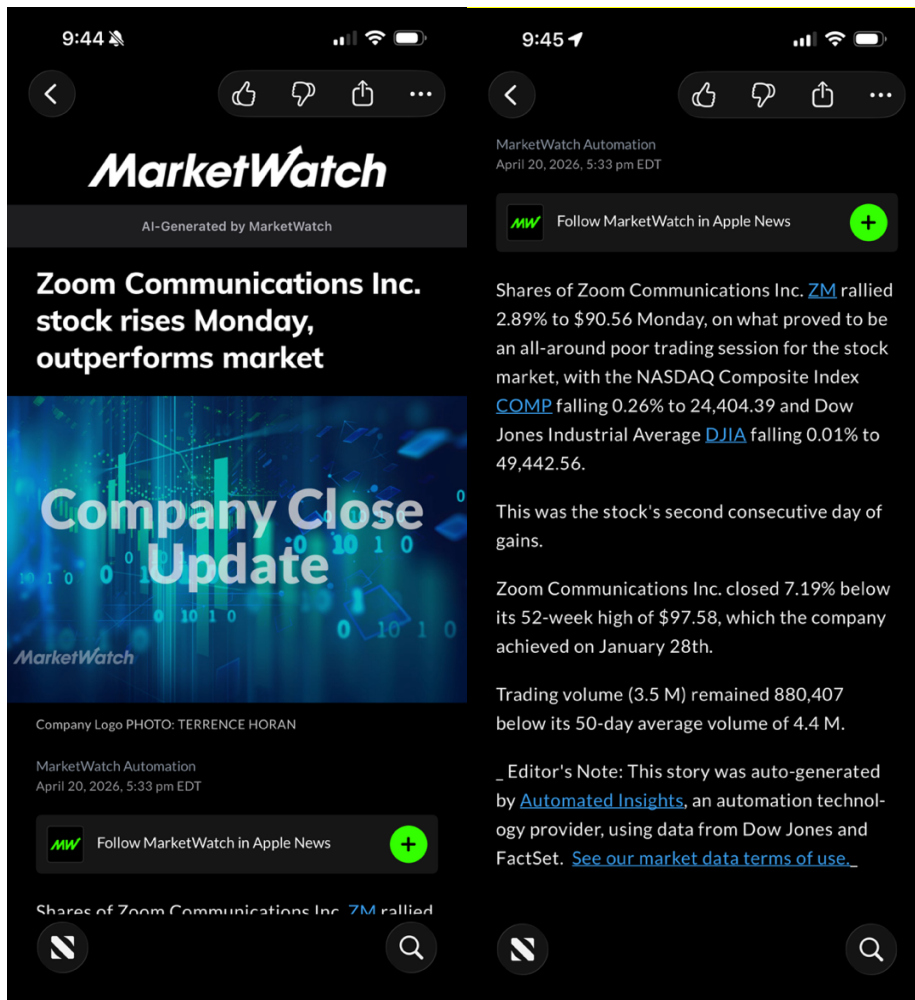 9:44
MarketWatch
AI-Generated by MarketWatch
Zoom Communications Inc.
stock rises Monday,
outperforms market
Company Close
Update
MarketWatch
Company Logo PHOTO: TERRENCE HORAN
MarketWatch Automation
April 20, 2026, 5:33 pm EDT
MW
Follow MarketWatch in Apple News
+
Shares of Zoom Communications Inc. ZM rallied
9:45
MarketWatch Automation
April 20, 2026, 5:33 pm EDT
MW
Follow MarketWatch in Apple News
+
Shares of Zoom Communications Inc. ZM rallied
2.89% to $90.56 Monday, on what proved to be
an all-around poor trading session for the stock
market, with the NASDAQ Composite Index
COMP falling 0.26% to 24,404.39 and Dow
Jones Industrial Average DJIA falling 0.01% to
49,442.56.
This was the stock's second consecutive day of
gains.
Zoom Communications Inc. closed 7.19% below
its 52-week high of $97.58, which the company
achieved on January 28th.
Trading volume (3.5 M) remained 880,407
below its 50-day average volume of 4.4 M.
_ Editor's Note: This story was auto-generated
by Automated Insights, an automation technol-
ogy provider, using data from Dow Jones and
FactSet. See our market data terms of use._